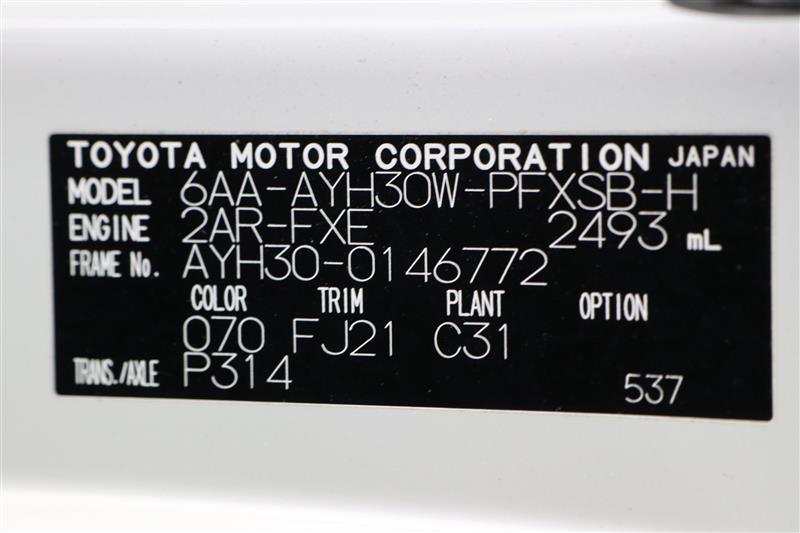 TOYOTA MOTOR CORPORATION JAPAN
MODEL 6AA-AYH30W-PFXSB-H
ENGINE 2AR-FXE 2493 mL
FRAME No. AYH30-0146772
COLOR TRIM PLANT OPTION
070 FJ21 C31
TRANS./AXLE P314
537